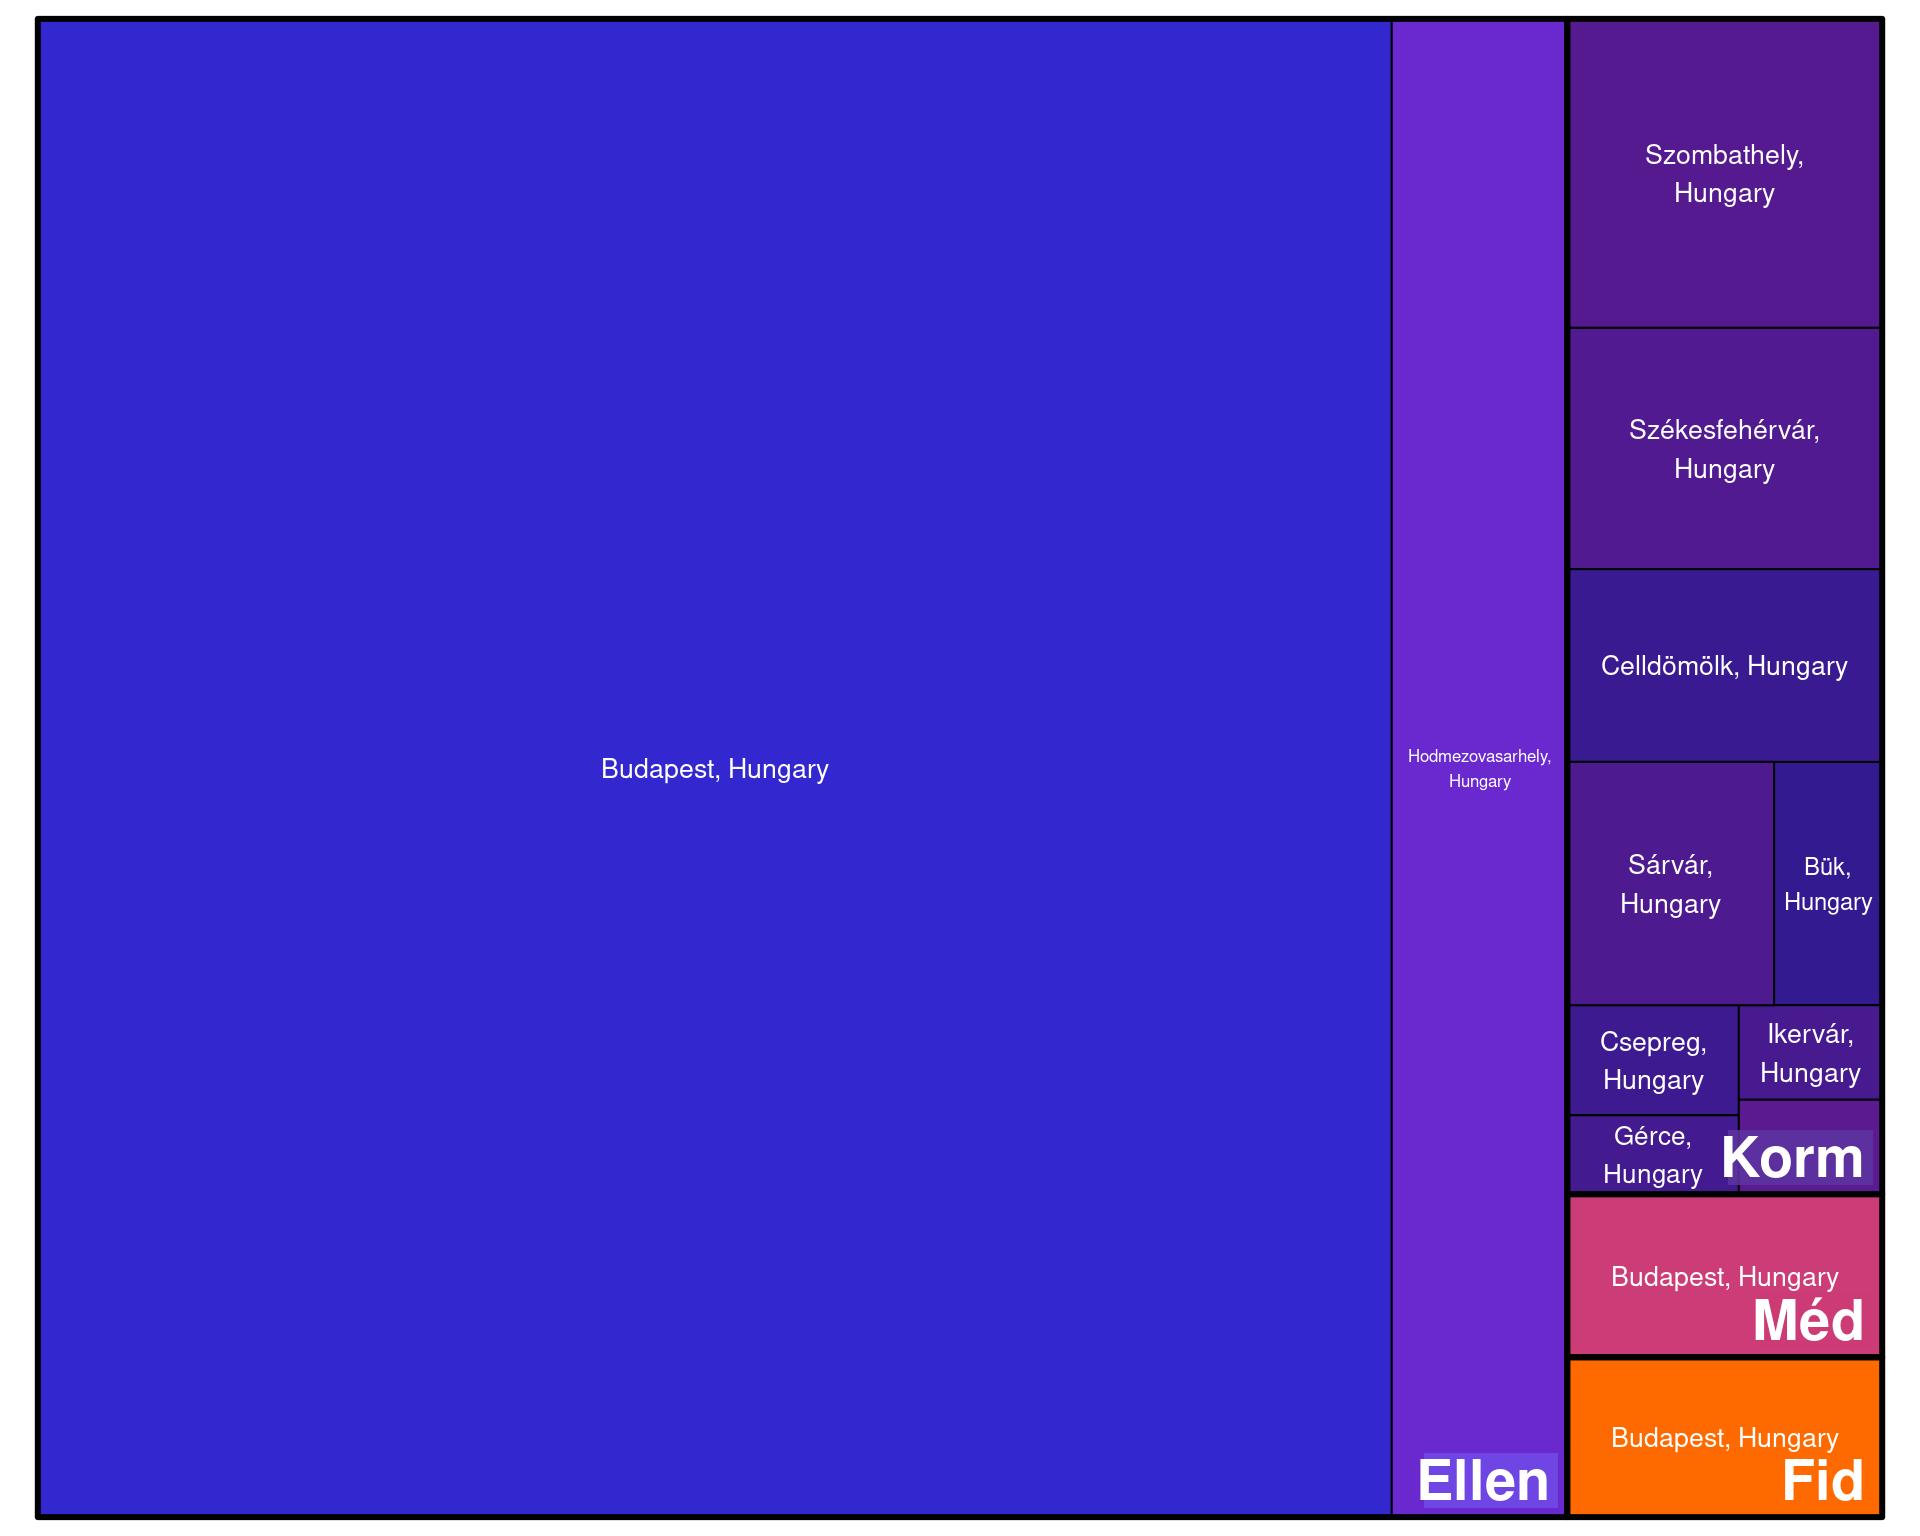 Budapest, Hungary
Hodmezovasarhely,
Hungary
Ellen
Szombathely,
Hungary
Székesfehérvár,
Hungary
Celldömölk, Hungary
Sárvár,
Hungary
Bük,
Hungary
Csepreg,
Hungary
Ikervár,
Hungary
Gérce,
Hungary
Korm
Budapest, Hungary
Méd
Budapest, Hungary
Fid